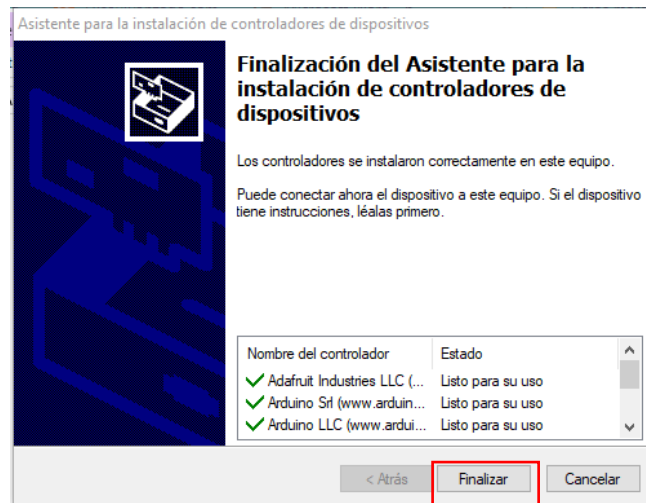 Asistente para la instalación de controladores de dispositivos
Finalización del Asistente para la
instalación de controladores de
dispositivos
Los controladores se instalaron correctamente en este equipo.
Puede conectar ahora el dispositivo a este equipo. Si el dispositivo
tiene instrucciones, léalas primero.
Nombre del controlador Estado
Adafruit Industries LLC (... Listo para su uso
Arduino Srl (www.arduin... Listo para su uso
Arduino LLC (www.ardui... Listo para su uso
< Atrás Finalizar Cancelar